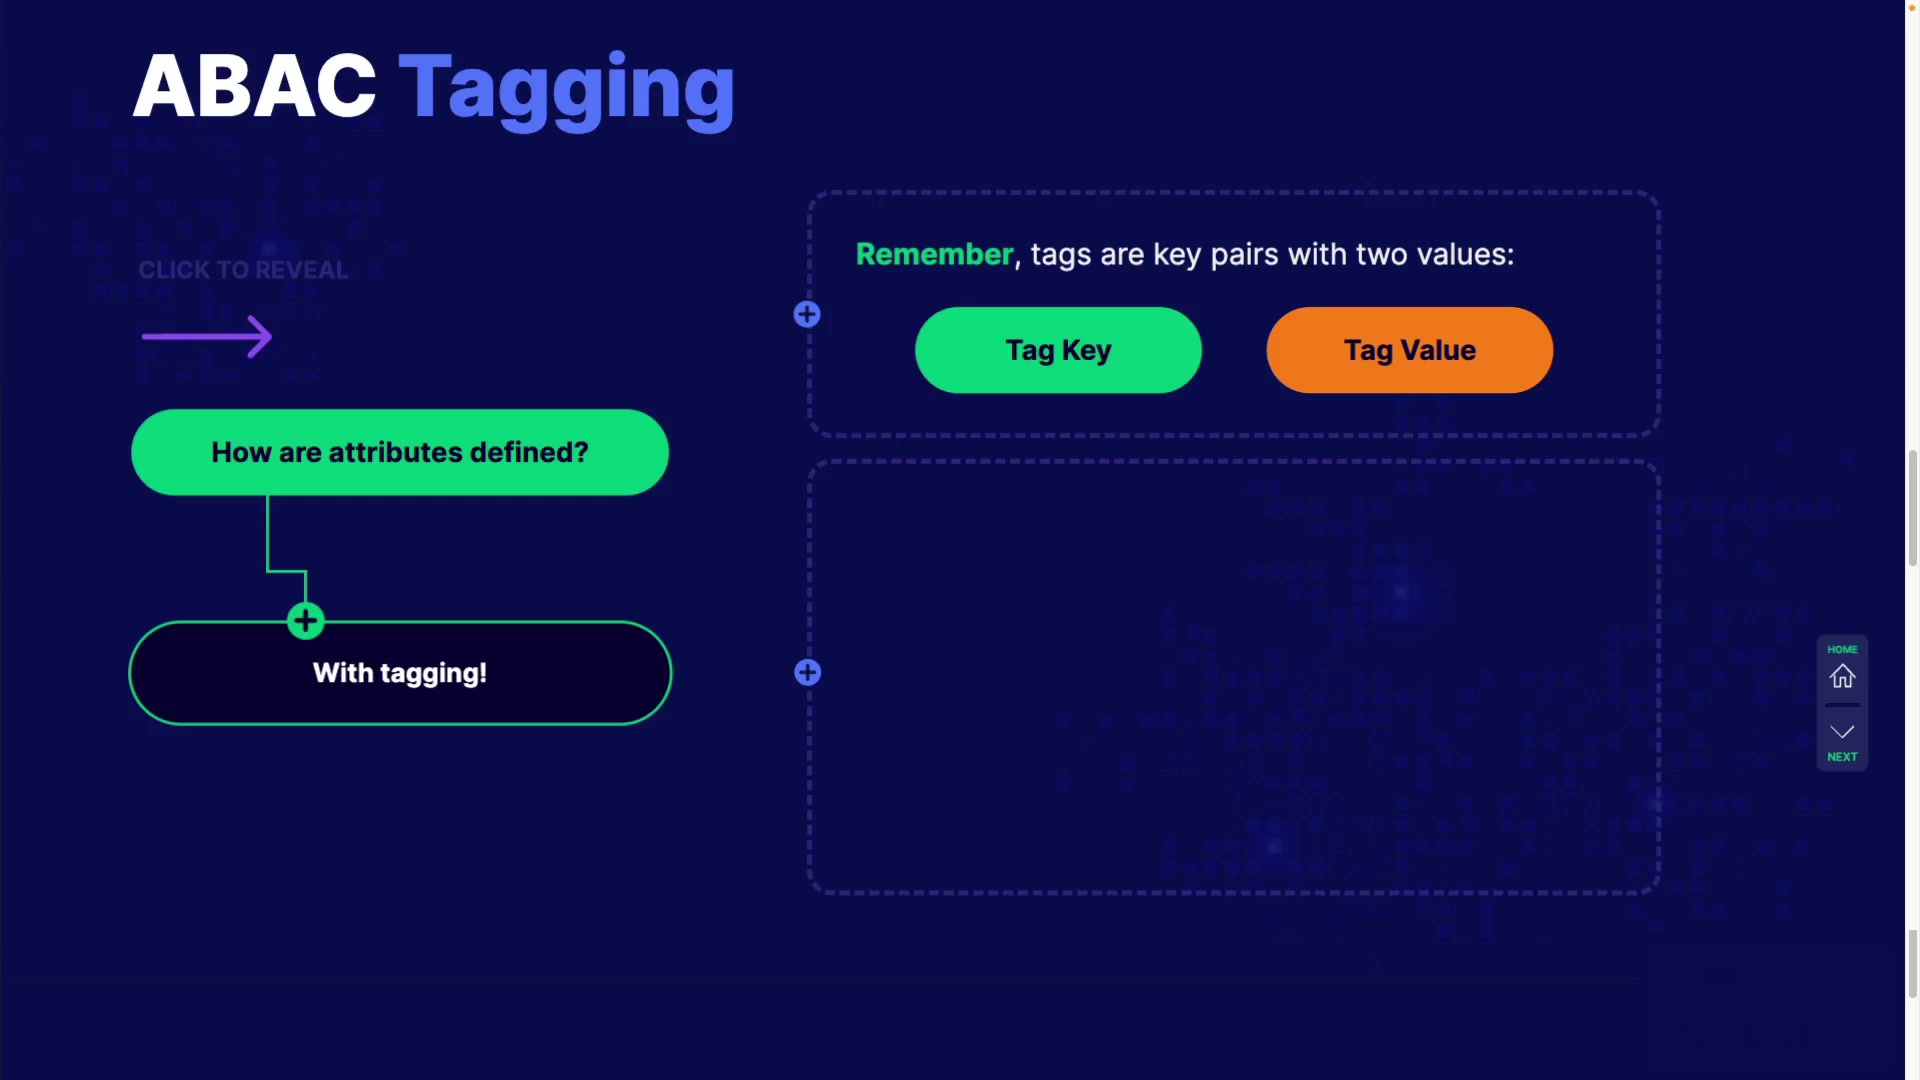 ABAC Tagging
CLICK TO REVEAL
How are attributes defined?
With tagging!
Remember, tags are key pairs with two values:
Tag Key
Tag Value
HOME
NEXT